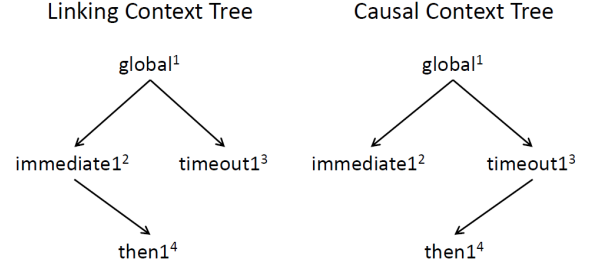 Linking Context Tree
global¹
immediate1² timeout1³
then1⁴
Causal Context Tree
global¹
immediate1² timeout1³
then1⁴